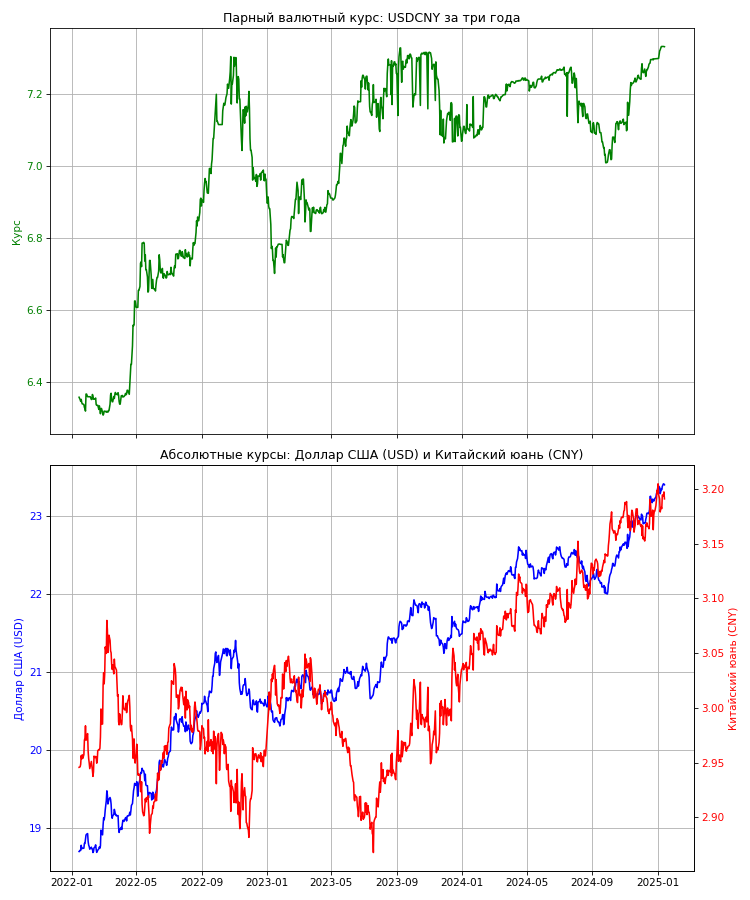 Парный валютный курс: USDCNY за три года
7.2
7.0
6.8
6.6
6.4
Курс
Абсолютные курсы: Доллар США (USD) и Китайский юань (CNY)
23
22
21
20
19
Доллар США (USD)
3.20
3.15
3.10
3.05
3.00
2.95
2.90
Китайский юань (CNY)
2022-01 2022-05 2022-09 2023-01 2023-05 2023-09 2024-01 2024-05 2024-09 2025-01